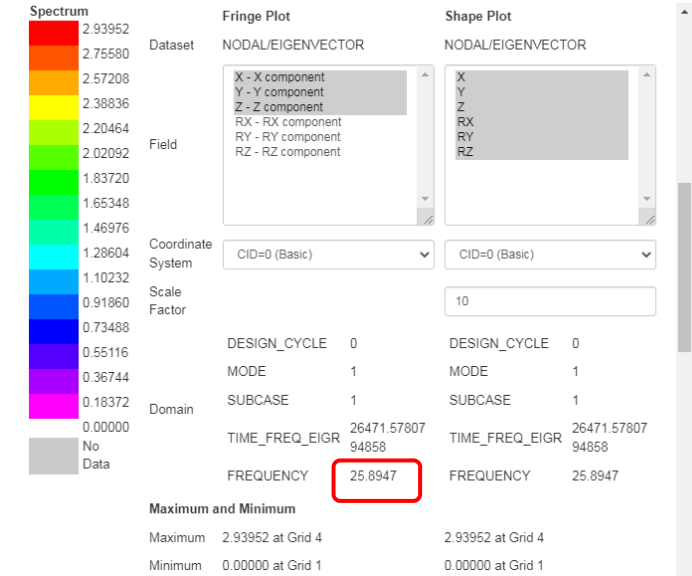 Spectrum
2.93952
2.75580
2.57208
2.38836
2.20464
2.02092
1.83720
1.65348
1.46976
1.28604
1.10232
0.91860
0.73488
0.55116
0.36744
0.18372
0.00000
No
Data
Fringe Plot Shape Plot
Dataset NODAL/EIGENVECTOR NODAL/EIGENVECTOR
Field
X - X component
Y - Y component
Z - Z component
RX - RX component
RY - RY component
RZ - RZ component
X
Y
Z
RX
RY
RZ
Coordinate
System
CID=0 (Basic) CID=0 (Basic)
Scale
Factor
10
Domain
DESIGN_CYCLE 0 DESIGN_CYCLE 0
MODE 1 MODE 1
SUBCASE 1 SUBCASE 1
TIME_FREQ_EIGR 26471.57807
94858
TIME_FREQ_EIGR 26471.57807
94858
FREQUENCY 25.8947 FREQUENCY 25.8947
Maximum and Minimum
Maximum 2.93952 at Grid 4 2.93952 at Grid 4
Minimum 0.00000 at Grid 1 0.00000 at Grid 1